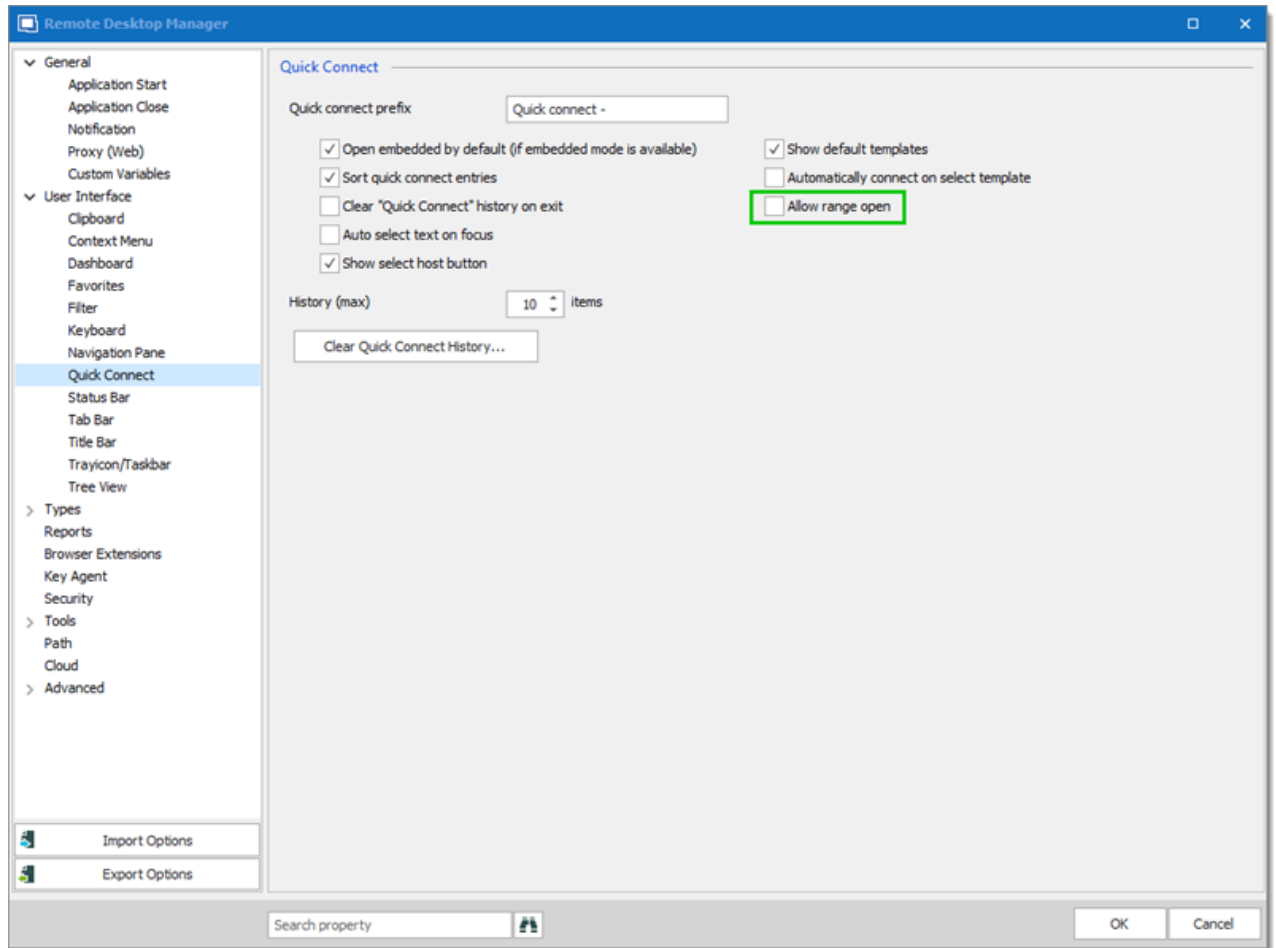 Remote Desktop Manager
General
Application Start
Application Close
Notification
Proxy (Web)
Custom Variables
User Interface
Clipboard
Context Menu
Dashboard
Favorites
Filter
Keyboard
Navigation Pane
Quick Connect
Status Bar
Tab Bar
Title Bar
Trayicon/Taskbar
Tree View
Types
Reports
Browser Extensions
Key Agent
Security
Tools
Path
Cloud
Advanced
Import Options
Export Options
Quick Connect
Quick connect prefix Quick connect -
Open embedded by default (if embedded mode is available)
Sort quick connect entries
Clear "Quick Connect" history on exit
Auto select text on focus
Show select host button
Show default templates
Automatically connect on select template
Allow range open
History (max) 10 items
Clear Quick Connect History...
Search property
OK Cancel